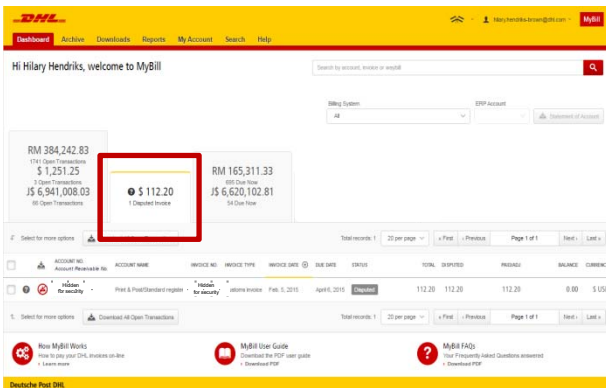 DHL
hilary.hendriks-brown@dhl.com
MyBill
Dashboard Archive Downloads Reports My Account Search Help
Hi Hilary Hendriks, welcome to MyBill
Search by account, invoice or waybill
Billing System
ERP Account
All
Statement of Account
RM 384,242.83
1741 Open Transactions
$ 1,251.25
3 Open Transactions
J$ 6,941,008.03
68 Open Transactions
$ 112.20
1 Disputed Invoice
RM 165,311.33
695 Due Now
J$ 6,620,102.81
54 Due Now
Select for more options
Total records: 1 20 per page « First ‹ Previous Page 1 of 1 Next › Last »
ACCOUNT NO. ACCOUNT NAME INVOICE NO. INVOICE TYPE INVOICE DATE DUE DATE STATUS TOTAL DISPUTED PAID/ADJ BALANCE CURRENC
Account Receivable No.
Hidden for security Print & Post/Standard register - Hidden for security invoice Feb. 5, 2015 April 6, 2015 Disputed 112.20 112.20 112.20 0.00 $ US
Select for more options Download All Open Transactions Total records: 1 20 per page « First ‹ Previous Page 1 of 1 Next › Last »
How MyBill Works
How to pay your DHL invoices on-line
› Learn more
MyBill User Guide
Download the PDF user guide
› Download PDF
MyBill FAQs
Your Frequently Asked Questions answered
› Download PDF
Deutsche Post DHL